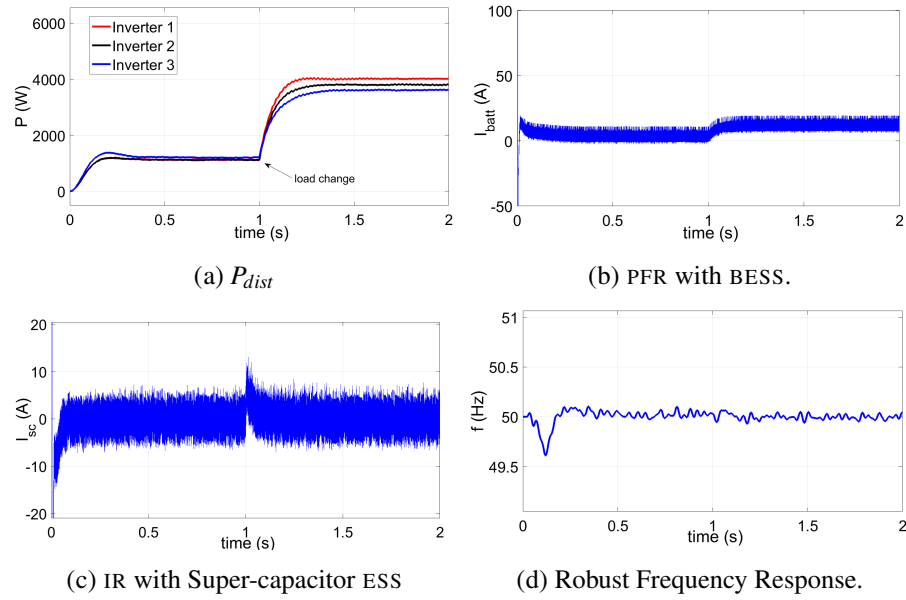 6000
4000
2000
0
P (W)
Inverter 1
Inverter 2
Inverter 3
load change
0 0.5 1 1.5 2
time (s)
(a) P_dist
100
50
0
-50
I_batt (A)
0 0.5 1 1.5 2
time (s)
(b) PFR with BESS.
20
10
0
-10
-20
I_sc (A)
0 0.5 1 1.5 2
time (s)
(c) IR with Super-capacitor ESS
51
50.5
50
49.5
f (Hz)
0 0.5 1 1.5 2
time (s)
(d) Robust Frequency Response.